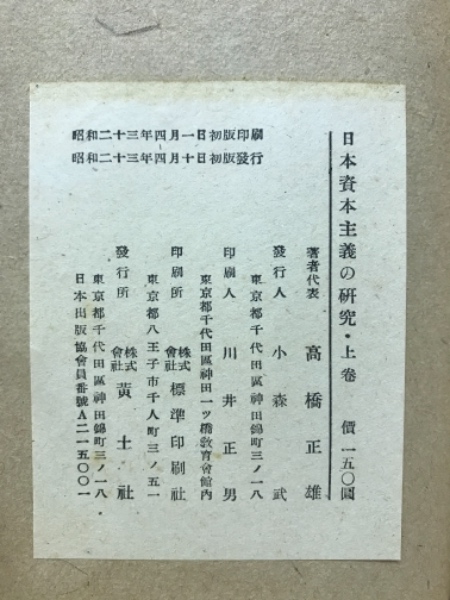 昭和二十三年四月一日初版印刷
昭和二十三年四月十日初版發行
日本資本主義の研究・上卷　價一五〇圓
著者代表　高橋正雄
發行人　小森武
東京都千代田區神田錦町三ノ一八
印刷人　川井正男
東京都千代田區神田一ツ橋敎育會館内
印刷所　株式會社　標準印刷社
東京都八王子市千人町三ノ五一
發行所　株式會社　黃土社
東京都千代田區神田錦町三ノ一八
日本出版協會員番號A二一五〇〇一